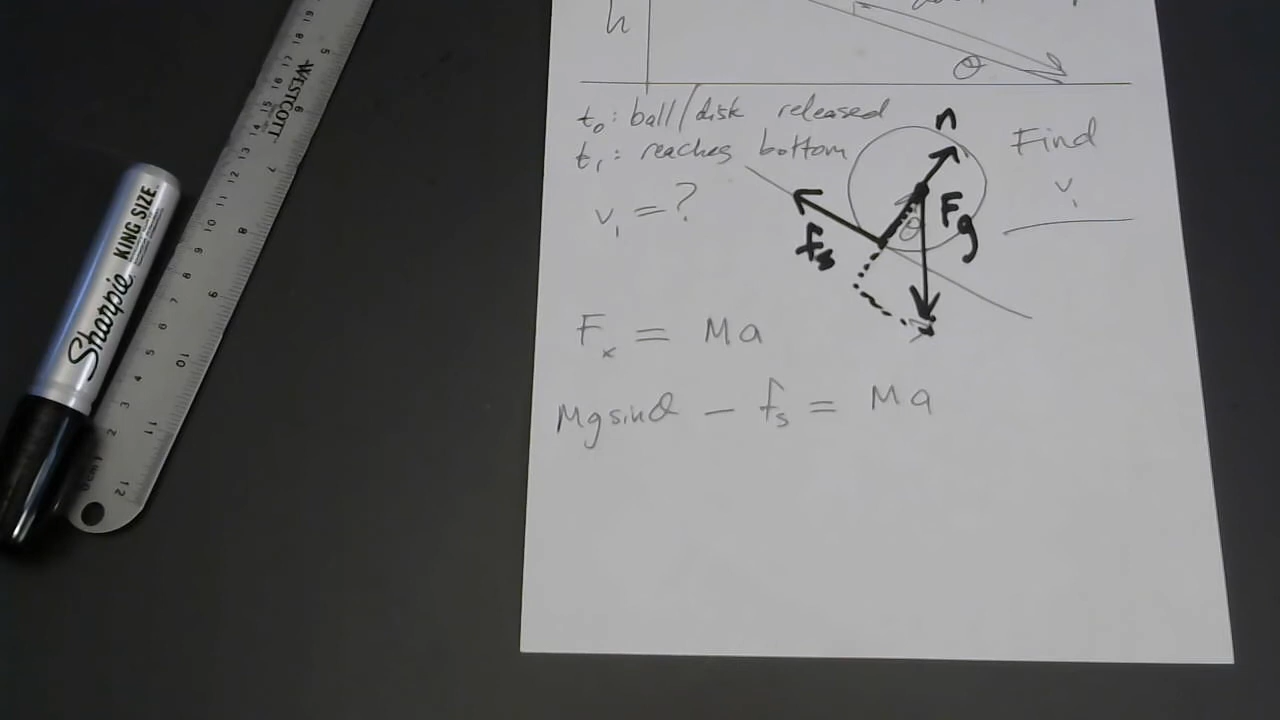 h
θ
t₀: ball/disk released
t₁: reaches bottom
v₁ = ?
n
Fg
θ
fs
Find
v₁
Fx = Ma
Mg sinθ - fs = Ma
Sharpie KING SIZE
WESTCOTT